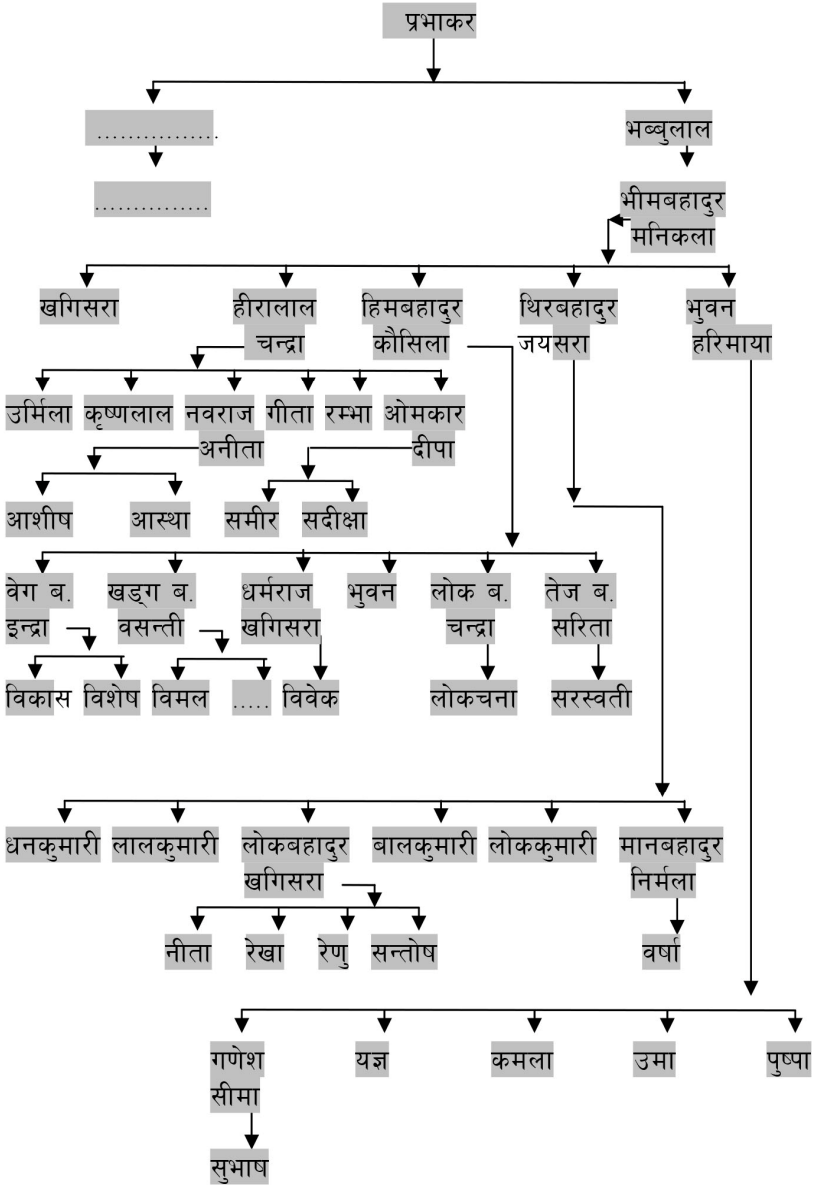 प्रभाकर
................ भब्बुलाल
............... भीमबहादुर
मनिकला
खगिसरा हीरालाल हिमबहादुर थिरबहादुर भुवन
चन्द्रा कौसिला जयसरा हरिमाया
उर्मिला कृष्णलाल नवराज गीता रम्भा ओमकार
अनीता दीपा
आशीष आस्था समीर सदीक्षा
वेग ब. खड्ग ब. धर्मराज भुवन लोक ब. तेज ब.
इन्द्रा वसन्ती खगिसरा चन्द्रा सरिता
विकास विशेष विमल ..... विवेक लोकचना सरस्वती
धनकुमारी लालकुमारी लोकबहादुर बालकुमारी लोककुमारी मानबहादुर
खगिसरा निर्मला
नीता रेखा रेणु सन्तोष वर्षा
गणेश यज्ञ कमला उमा पुष्पा
सीमा
सुभाष